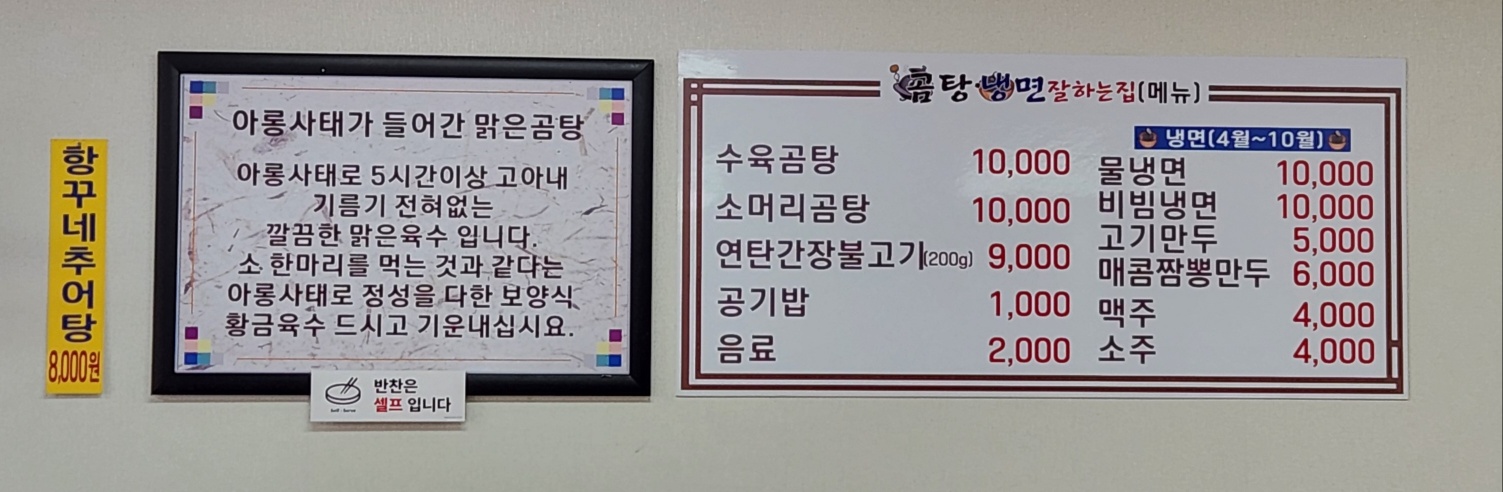 항꾸네추어탕
8,000원
아롱사태가 들어간 맑은곰탕
아롱사태로 5시간이상 고아내
기름기 전혀없는
깔끔한 맑은육수 입니다.
소 한마리를 먹는 것과 같다는
아롱사태로 정성을 다한 보양식
황금육수 드시고 기운내십시요.
반찬은
셀프 입니다
Self-Serve
곰탕·냉면잘하는집(메뉴)
수육곰탕 10,000
소머리곰탕 10,000
연탄간장불고기(200g) 9,000
공기밥 1,000
음료 2,000
냉면(4월~10월)
물냉면 10,000
비빔냉면 10,000
고기만두 5,000
매콤짬뽕만두 6,000
맥주 4,000
소주 4,000